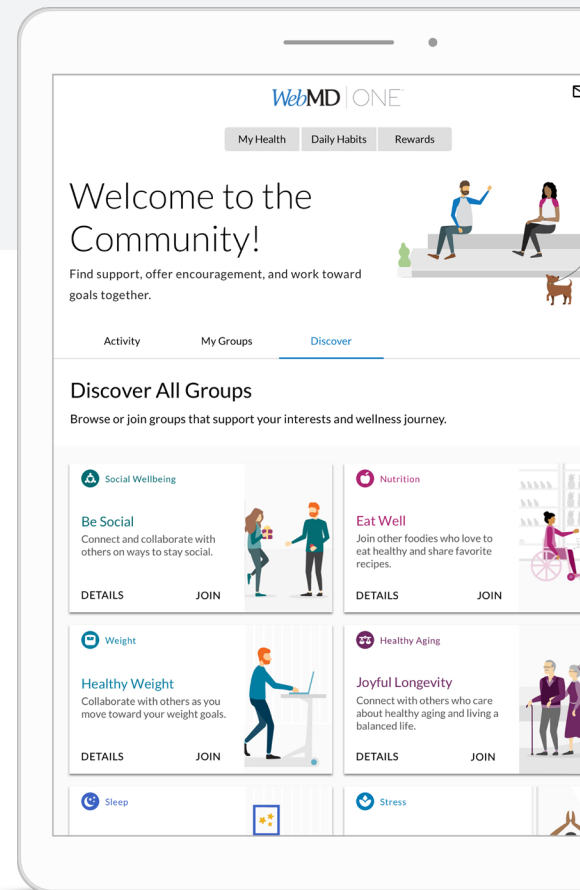 WebMD ONE
My Health Daily Habits Rewards
Welcome to the
Community!
Find support, offer encouragement, and work toward
goals together.
Activity My Groups Discover
Discover All Groups
Browse or join groups that support your interests and wellness journey.
Social Wellbeing
Be Social
Connect and collaborate with
others on ways to stay social.
DETAILS JOIN
Nutrition
Eat Well
Join other foodies who love to
eat healthy and share favorite
recipes.
DETAILS JOIN
Weight
Healthy Weight
Collaborate with others as you
move toward your weight goals.
DETAILS JOIN
Healthy Aging
Joyful Longevity
Connect with others who care
about healthy aging and living a
balanced life.
DETAILS JOIN
Sleep
Stress